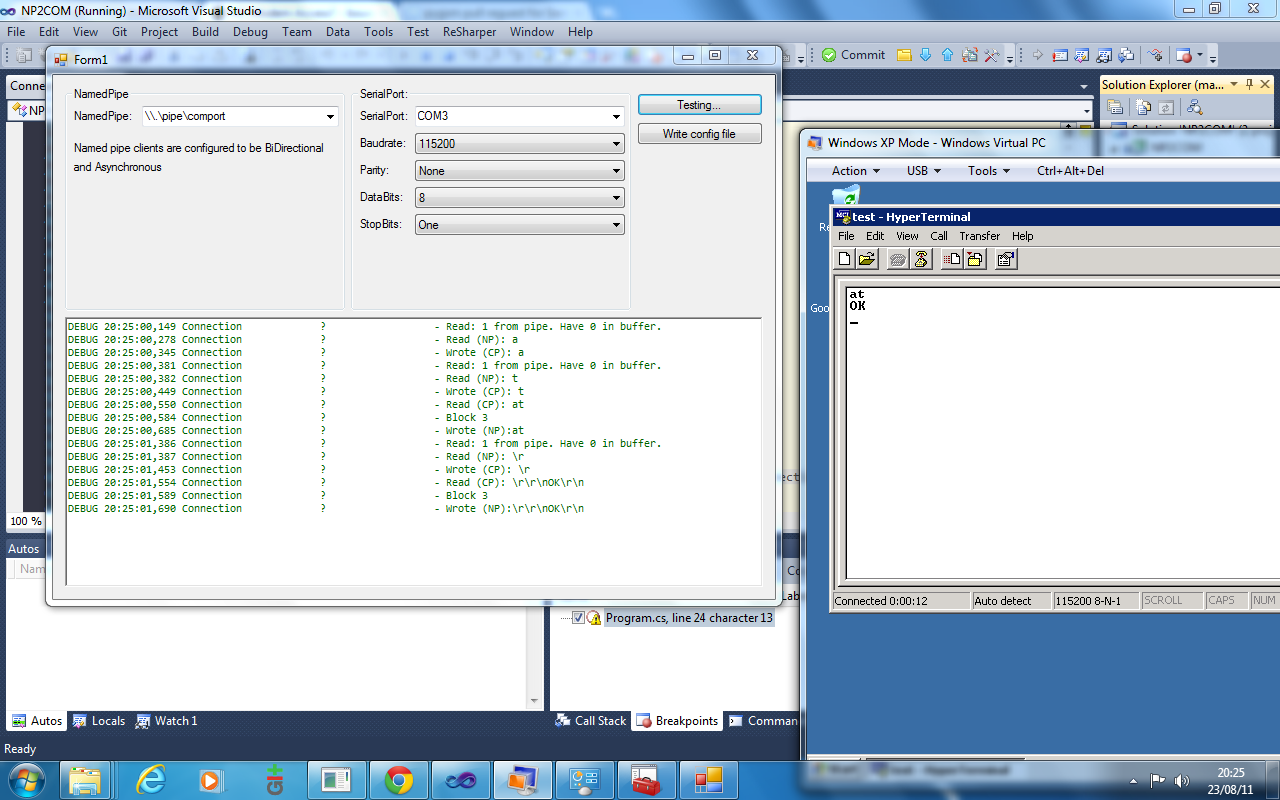 NP2COM (Running) - Microsoft Visual Studio
File Edit View Git Project Build Debug Team Data Tools Test ReSharper Window Help
Commit
Form1
Conne
NP
NamedPipe
NamedPipe: \\.\pipe\comport
Named pipe clients are configured to be BiDirectional
and Asynchronous
SerialPort:
SerialPort: COM3
Baudrate: 115200
Parity: None
DataBits: 8
StopBits: One
Testing...
Write config file
DEBUG 20:25:00,149 Connection ? - Read: 1 from pipe. Have 0 in buffer.
DEBUG 20:25:00,278 Connection ? - Read (NP): a
DEBUG 20:25:00,345 Connection ? - Wrote (CP): a
DEBUG 20:25:00,381 Connection ? - Read: 1 from pipe. Have 0 in buffer.
DEBUG 20:25:00,382 Connection ? - Read (NP): t
DEBUG 20:25:00,449 Connection ? - Wrote (CP): t
DEBUG 20:25:00,550 Connection ? - Read (CP): at
DEBUG 20:25:00,584 Connection ? - Block 3
DEBUG 20:25:00,685 Connection ? - Wrote (NP):at
DEBUG 20:25:01,386 Connection ? - Read: 1 from pipe. Have 0 in buffer.
DEBUG 20:25:01,387 Connection ? - Read (NP): \r
DEBUG 20:25:01,453 Connection ? - Wrote (CP): \r
DEBUG 20:25:01,554 Connection ? - Read (CP): \r\r\nOK\r\n
DEBUG 20:25:01,589 Connection ? - Block 3
DEBUG 20:25:01,690 Connection ? - Wrote (NP):\r\r\nOK\r\n
Solution Explorer (ma...
Windows XP Mode - Windows Virtual PC
Action USB Tools Ctrl+Alt+Del
Re
Goo
test - HyperTerminal
File Edit View Call Transfer Help
at
OK
Connected 0:00:12 Auto detect 115200 8-N-1 SCROLL CAPS NUM
100 %
Autos
Nam
ect
Co
Lab
Program.cs, line 24 character 13
Autos Locals Watch 1
Call Stack Breakpoints Comman
Ready
Git+
20:25
23/08/11